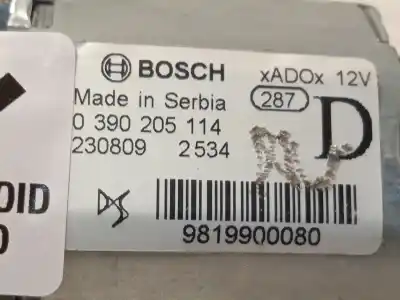 BOSCH xADOx 12V
Made in Serbia 287
0 390 205 114 D
230809 2534
9819900080
OID